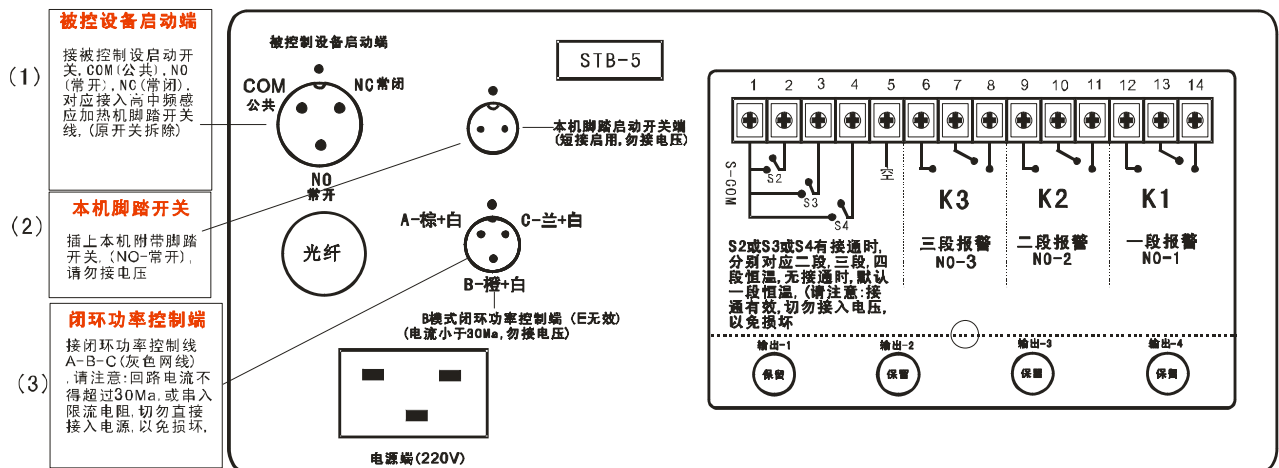 (1)
被控设备启动端
接被控制设启动开
关, COM(公共), NO
(常开), NC(常闭),
对应接入高中频感
应加热机脚踏开关
线, (原开关拆除)
(2)
本机脚踏开关
插上本机附带脚踏
开关, (NO-常开),
请勿接电压
(3)
闭环功率控制端
接闭环功率控制线
A-B-C(灰色网线)
,请注意:回路电流不
得超过30Ma,或串入
限流电阻,切勿直接
接入电源,以免损坏,
被控制设备启动端
COM
公共
NC常闭
NO
常开
STB-5
本机脚踏启动开关端
(短接启用,勿接电压)
光纤
A-棕+白
C-兰+白
B-橙+白
B模式闭环功率控制端 (E无效)
(电流小于30Ma,勿接电压)
电源端(220V)
1 2 3 4 5 6 7 8 9 10 11 12 13 14
S-COM
S2
S3
S4
空
K3
K2
K1
三段报警
NO-3
二段报警
NO-2
一段报警
NO-1
S2或S3或S4有接通时,
分别对应二段,三段,四
段恒温,无接通时,默认
一段恒温, (请注意:接
通有效,切勿接入电压,
以免损坏
输出-1
输出-2
输出-3
输出-4
保留
保留
保留
保留